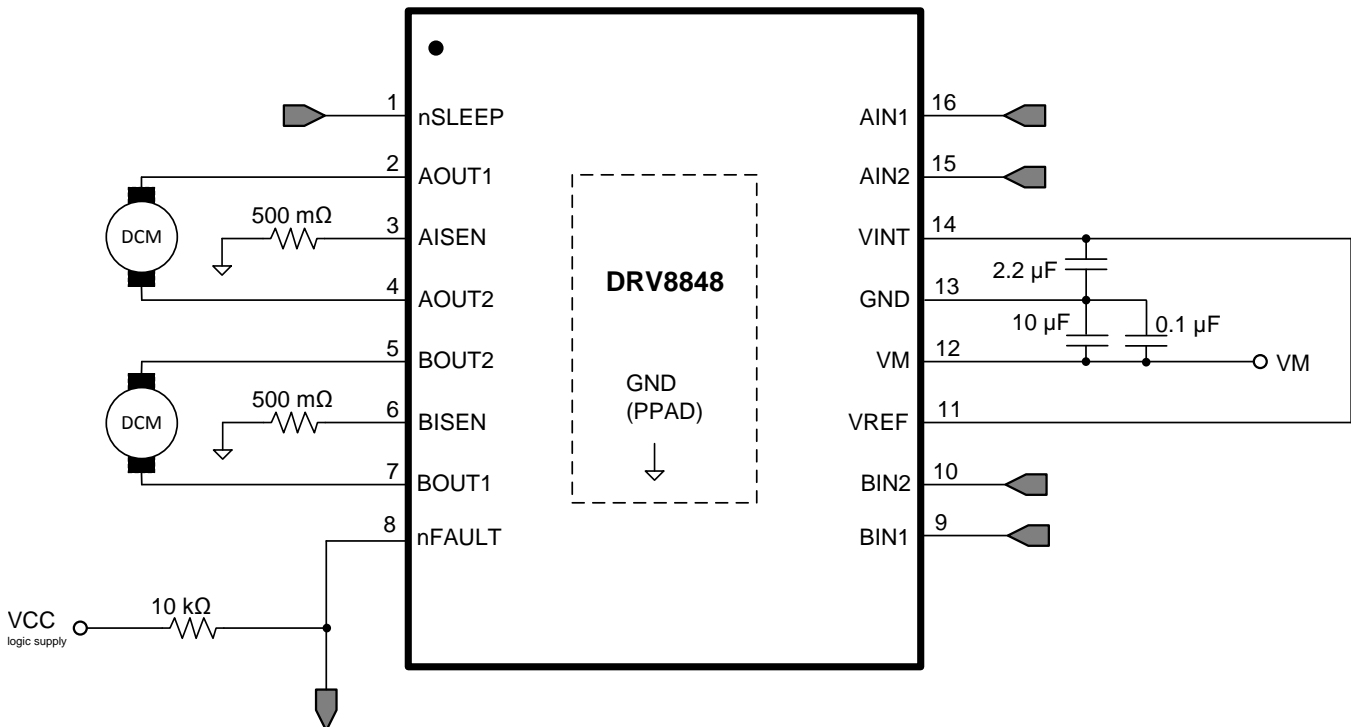 1
nSLEEP
2
AOUT1
DCM
500 mΩ
3
AISEN
4
AOUT2
5
BOUT2
DCM
500 mΩ
6
BISEN
7
BOUT1
8
nFAULT
VCC
logic supply
10 kΩ
DRV8848
GND
(PPAD)
AIN1
16
AIN2
15
VINT
14
2.2 µF
GND
13
10 µF
0.1 µF
VM
12
VM
VREF
11
BIN2
10
BIN1
9